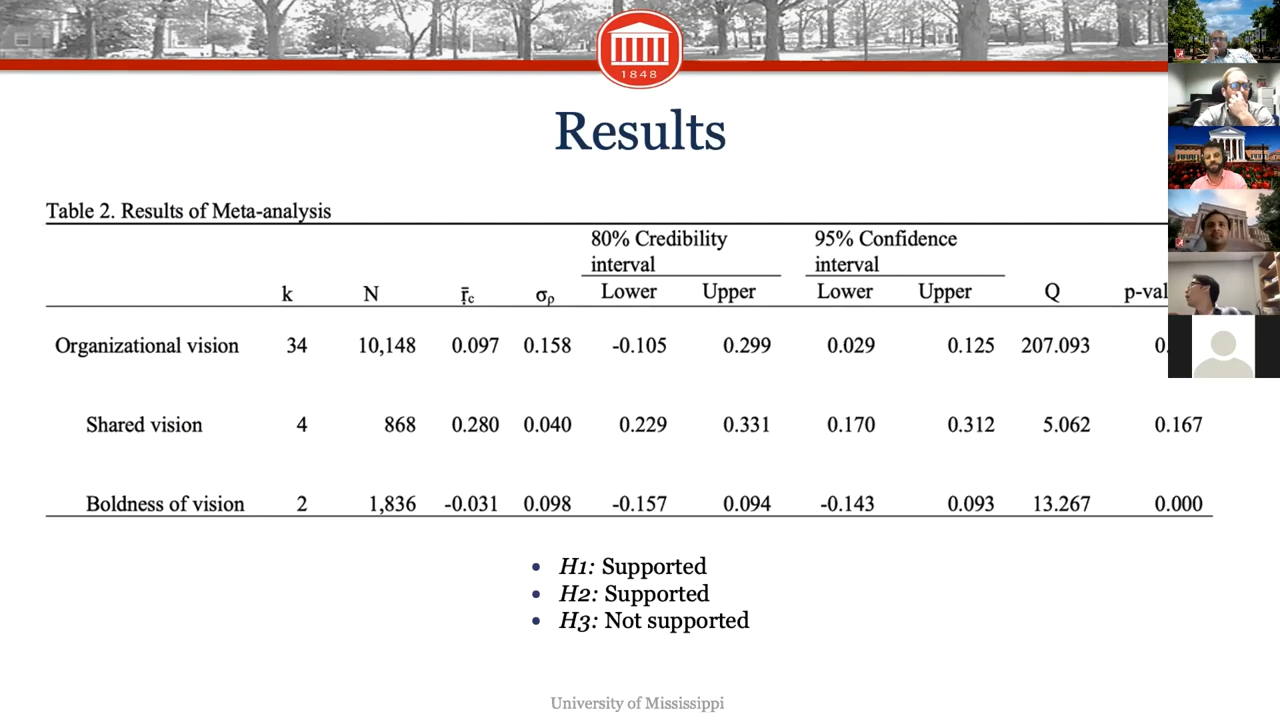 1848
Results
Table 2. Results of Meta-analysis
80% Credibility interval
95% Confidence interval
k N r̄c σρ Lower Upper Lower Upper Q
Organizational vision 34 10,148 0.097 0.158 -0.105 0.299 0.029 0.125 207.093
Shared vision 4 868 0.280 0.040 0.229 0.331 0.170 0.312 5.062 0.167
Boldness of vision 2 1,836 -0.031 0.098 -0.157 0.094 -0.143 0.093 13.267 0.000
• H1: Supported
• H2: Supported
• H3: Not supported
University of Mississippi